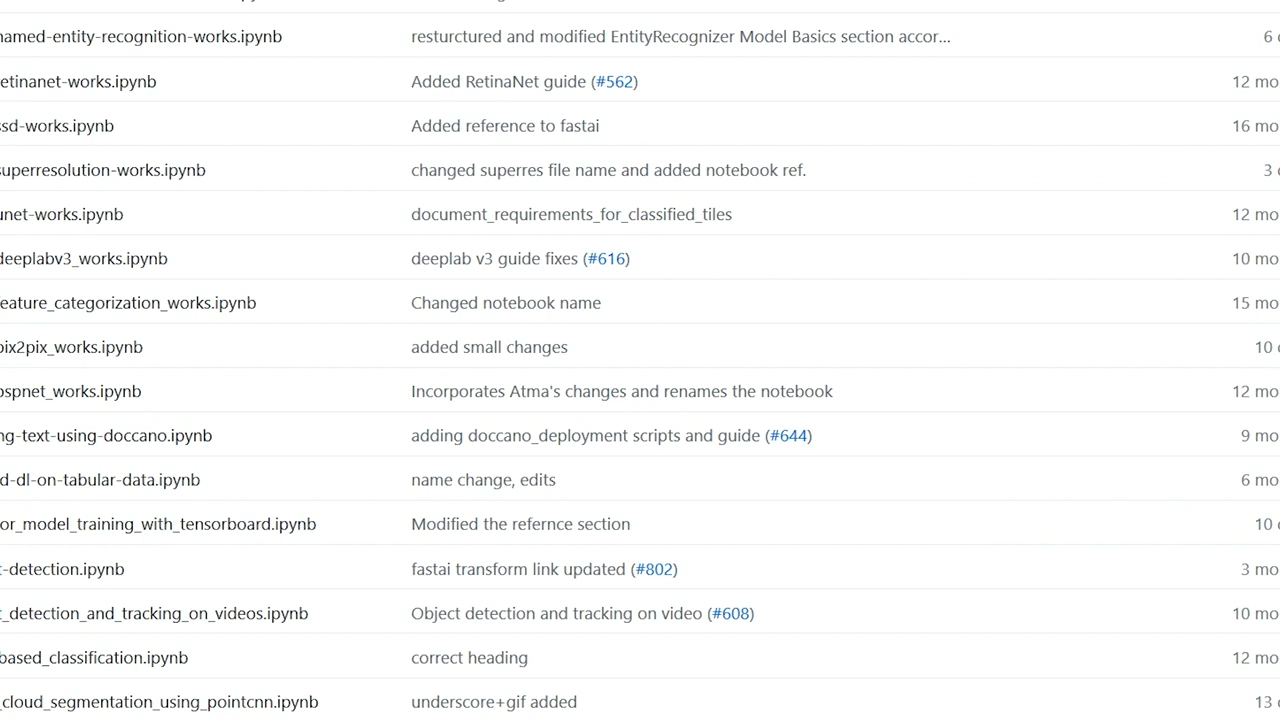 named-entity-recognition-works.ipynb resturctured and modified EntityRecognizer Model Basics section accor... 6
etinanet-works.ipynb Added RetinaNet guide (#562) 12 mo
sd-works.ipynb Added reference to fastai 16 mo
superresolution-works.ipynb changed superres file name and added notebook ref. 3
unet-works.ipynb document_requirements_for_classified_tiles 12 mo
deeplabv3_works.ipynb deeplab v3 guide fixes (#616) 10 mo
eature_categorization_works.ipynb Changed notebook name 15 mo
pix2pix_works.ipynb added small changes 10
pspnet_works.ipynb Incorporates Atma's changes and renames the notebook 12 mo
ng-text-using-doccano.ipynb adding doccano_deployment scripts and guide (#644) 9 mo
d-dl-on-tabular-data.ipynb name change, edits 6 mo
or_model_training_with_tensorboard.ipynb Modified the refernce section 10
t-detection.ipynb fastai transform link updated (#802) 3 mo
t_detection_and_tracking_on_videos.ipynb Object detection and tracking on video (#608) 10 mo
based_classification.ipynb correct heading 12 mo
_cloud_segmentation_using_pointcnn.ipynb underscore+gif added 13